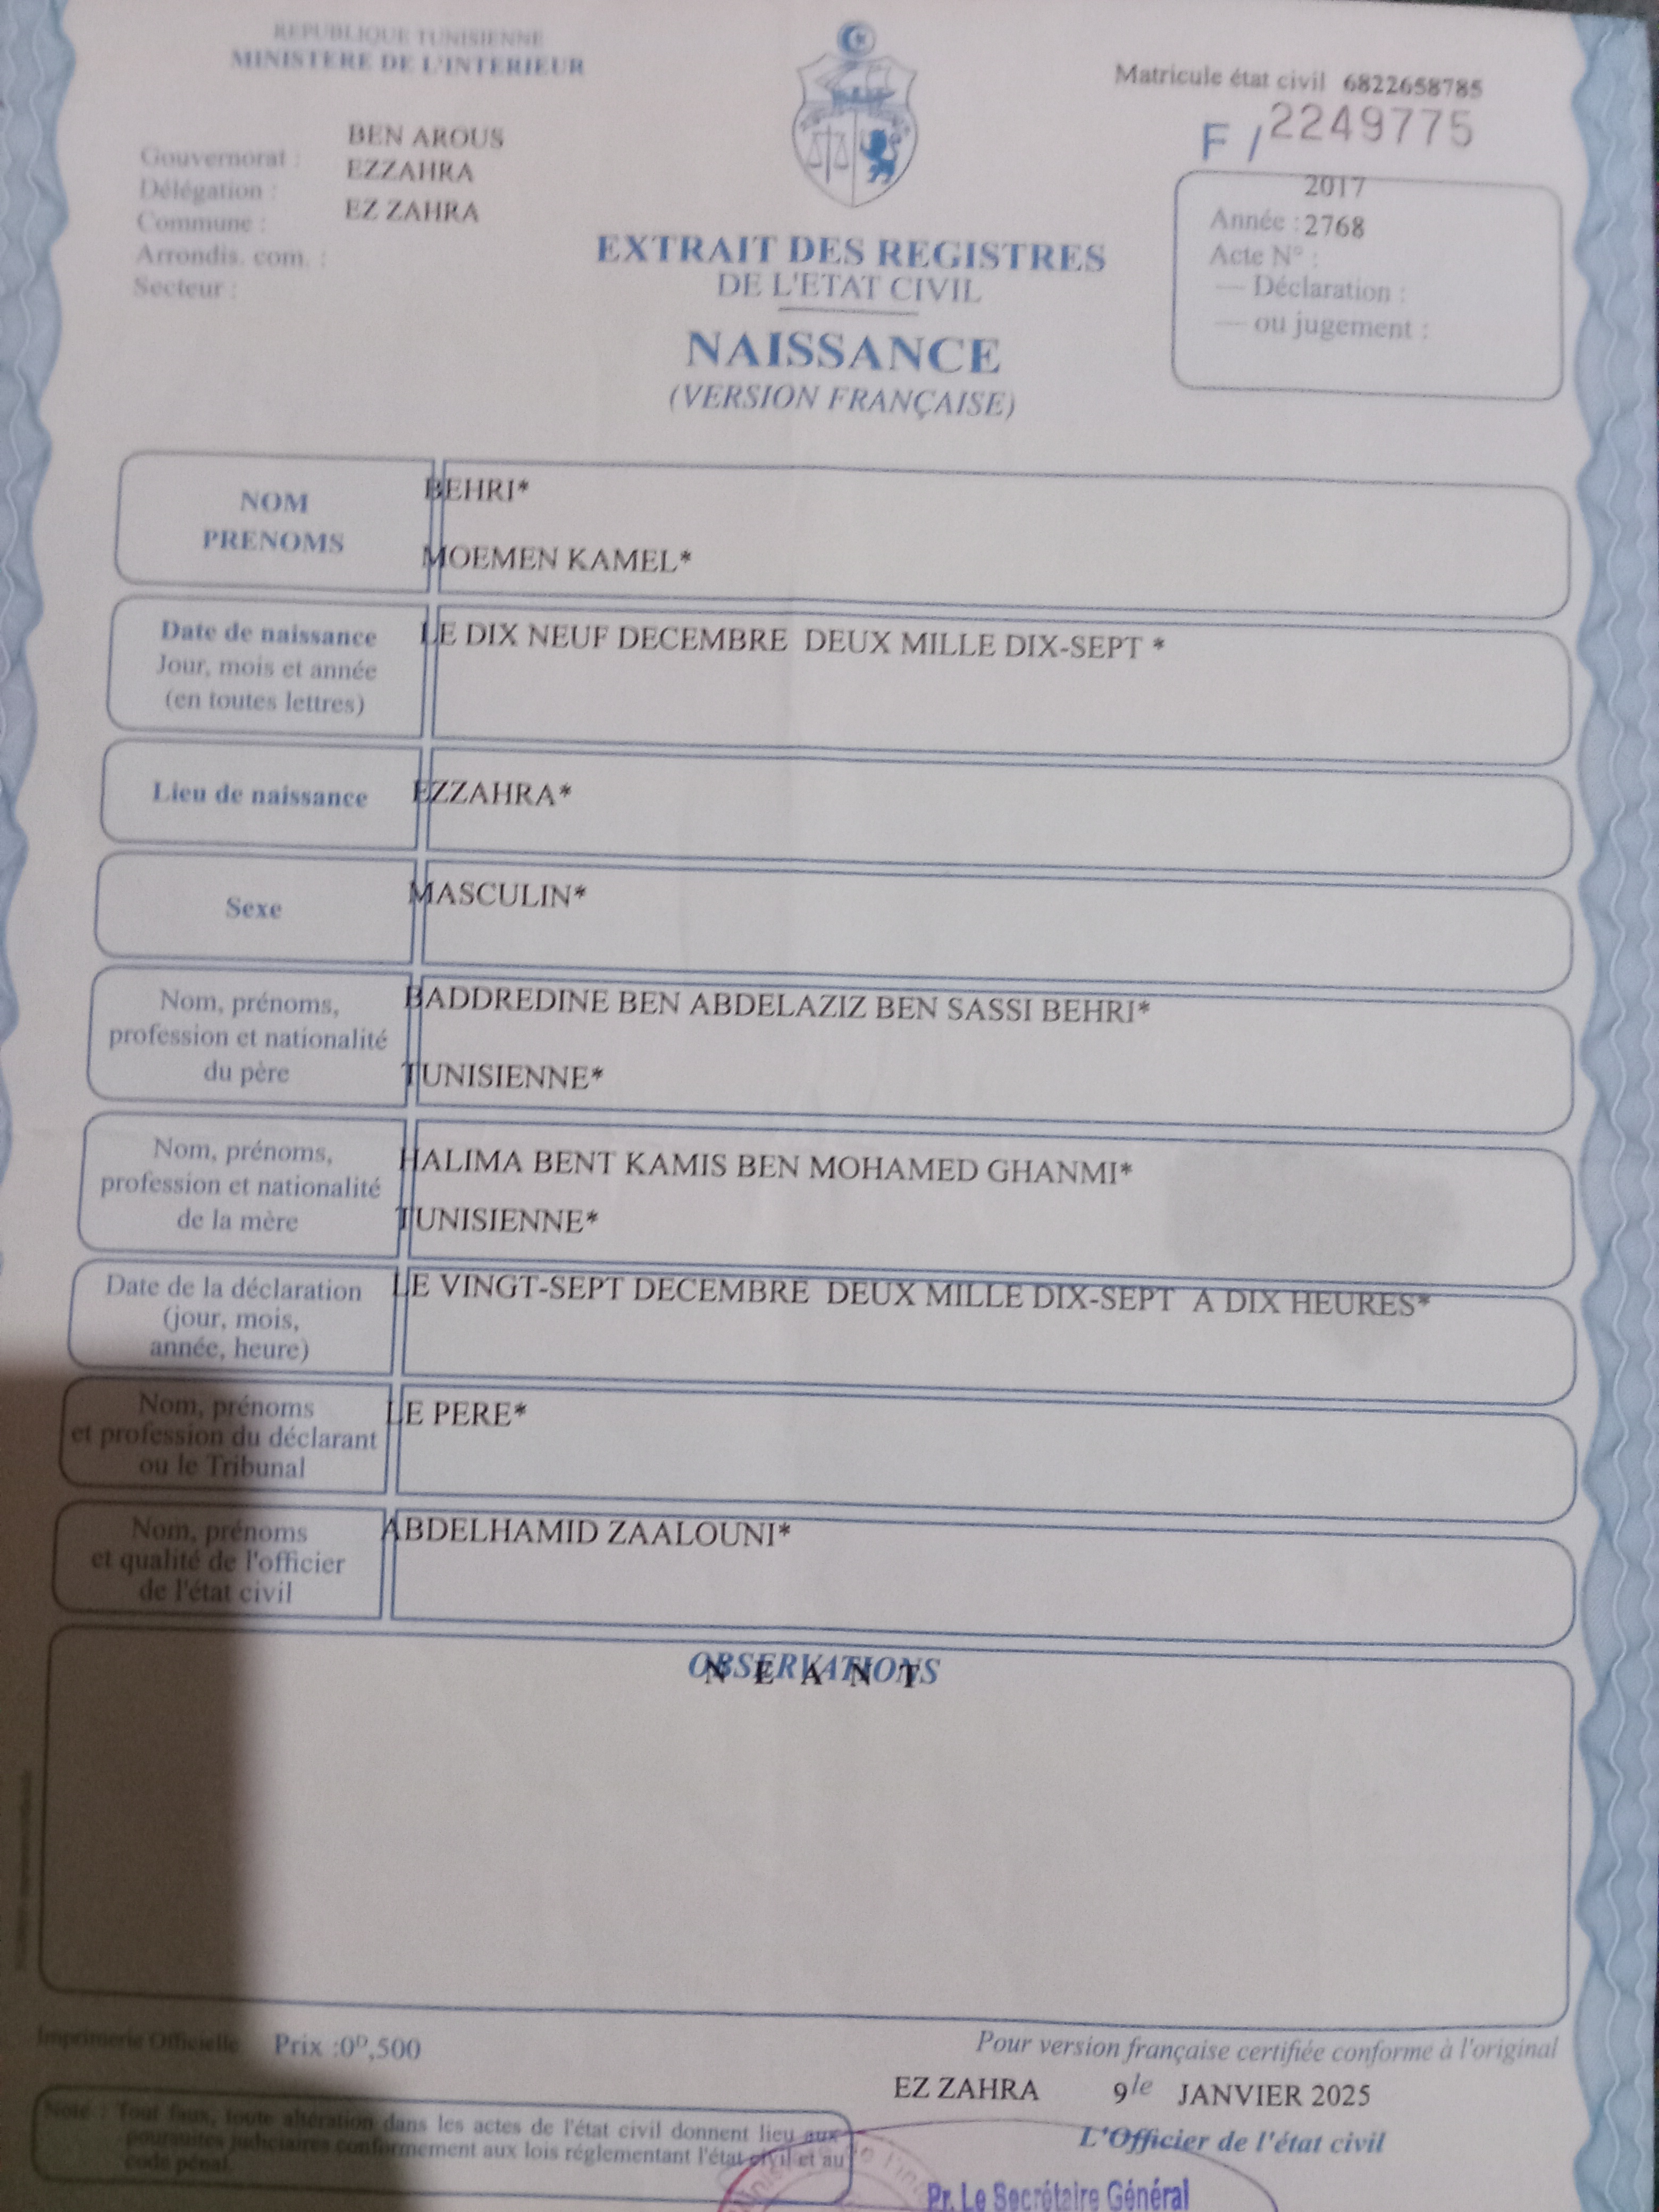 REPUBLIQUE TUNISIENNE
MINISTERE DE L'INTERIEUR
Matricule état civil 6822658785
F / 2249775
Gouvernorat : BEN AROUS
Délégation : EZZAHRA
Commune : EZ ZAHRA
Arrondis. com. :
Secteur :
2017
Année : 2768
Acte N° :
— Déclaration :
— ou jugement :
EXTRAIT DES REGISTRES
DE L'ETAT CIVIL
NAISSANCE
(VERSION FRANÇAISE)
NOM BEHRI*
PRENOMS MOEMEN KAMEL*
Date de naissance LE DIX NEUF DECEMBRE DEUX MILLE DIX-SEPT *
Jour, mois et année
(en toutes lettres)
Lieu de naissance EZZAHRA*
Sexe MASCULIN*
Nom, prénoms, BADDREDINE BEN ABDELAZIZ BEN SASSI BEHRI*
profession et nationalité
du père TUNISIENNE*
Nom, prénoms, HALIMA BENT KAMIS BEN MOHAMED GHANMI*
profession et nationalité
de la mère TUNISIENNE*
Date de la déclaration LE VINGT-SEPT DECEMBRE DEUX MILLE DIX-SEPT A DIX HEURES*
(jour, mois,
année, heure)
Nom, prénoms LE PERE*
et profession du déclarant
ou le Tribunal
Nom, prénoms ABDELHAMID ZAALOUNI*
et qualité de l'officier
de l'état civil
OBSERVATIONS
N E A N T
Imprimerie Officielle Prix :0ᴰ,500
Pour version française certifiée conforme à l'original
EZ ZAHRA 9 le JANVIER 2025
L'Officier de l'état civil
Note : Tout faux, toute altération dans les actes de l'état civil donnent lieu aux
poursuites judiciaires conformement aux lois réglementant l'état civil et au
code pénal.
Pr. Le Secrétaire Général